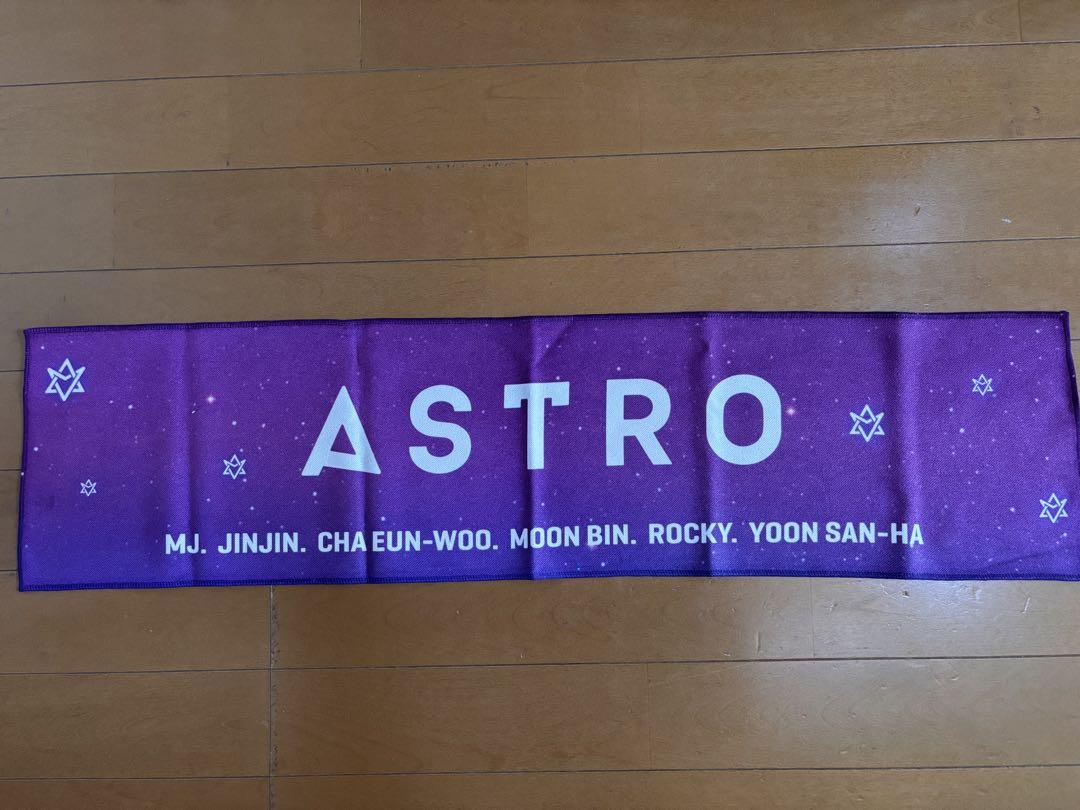 ASTRO
MJ. JINJIN. CHA EUN-WOO. MOON BIN. ROCKY. YOON SAN-HA